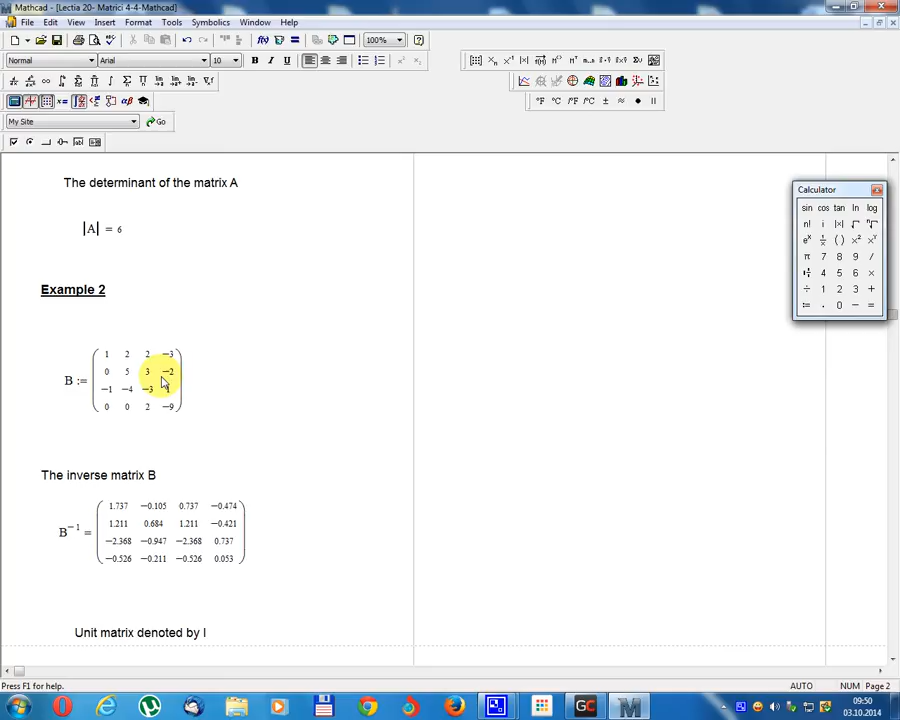 Mathcad - [Lectia 20- Matrici 4-4-Mathcad]
File Edit View Insert Format Tools Symbolics Window Help
100%
Normal Arial 10 B I U
My Site Go
°F °C °F/F °C/C ± ≈ • ||
The determinant of the matrix A
|A| = 6
Example 2
B := 
1 2 2 −3
0 5 3 −2
−1 −4 −3 1
0 0 2 −9
The inverse matrix B
B−1 =
1.737 −0.105 0.737 −0.474
1.211 0.684 1.211 −0.421
−2.368 −0.947 −2.368 0.737
−0.526 −0.211 −0.526 0.053
Unit matrix denoted by I
Calculator
sin cos tan ln log
n! i |×| √ n√
eˣ 1/x ( ) x² xʸ
π 7 8 9 /
4 5 6 ×
÷ 1 2 3 +
:= . 0 − =
Press F1 for help.
AUTO NUM Page 2
GC
09:50
03.10.2014